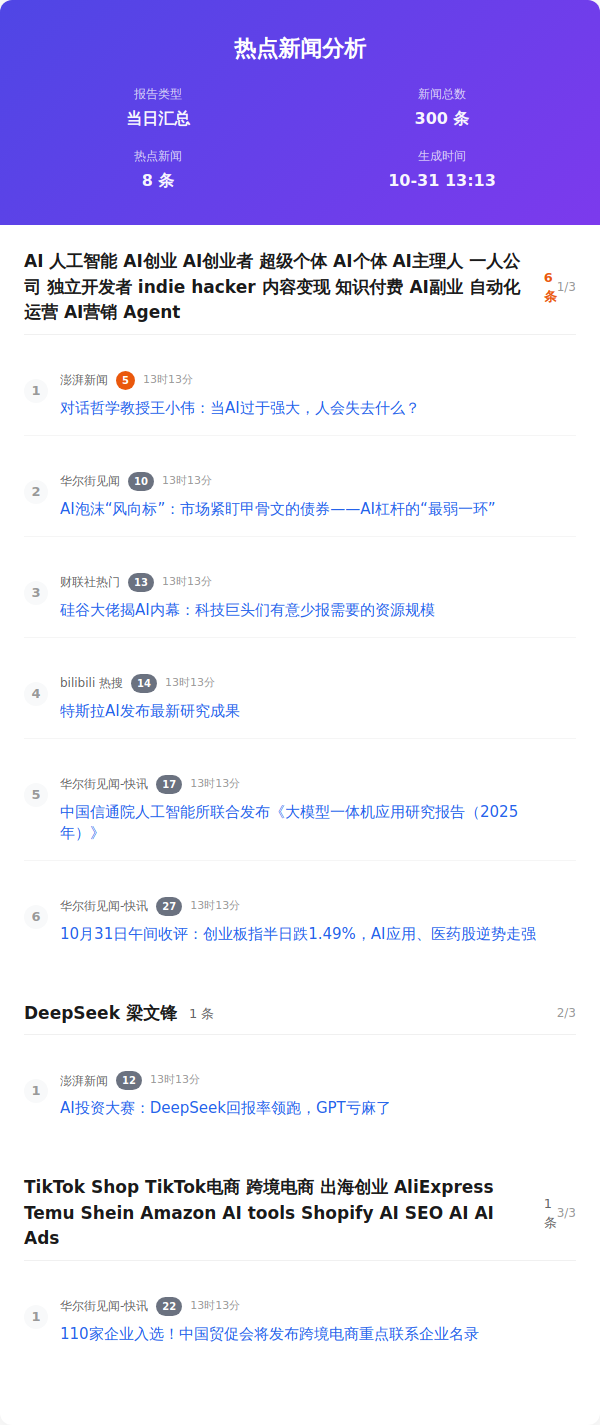 热点新闻分析
报告类型
当日汇总
新闻总数
300 条
热点新闻
8 条
生成时间
10-31 13:13
AI 人工智能 AI创业 AI创业者 超级个体 AI个体 AI主理人 一人公
司 独立开发者 indie hacker 内容变现 知识付费 AI副业 自动化
运营 AI营销 Agent
6
条
1/3
1
澎湃新闻 5 13时13分
对话哲学教授王小伟：当AI过于强大，人会失去什么？
2
华尔街见闻 10 13时13分
AI泡沫“风向标”：市场紧盯甲骨文的债券——AI杠杆的“最弱一环”
3
财联社热门 13 13时13分
硅谷大佬揭AI内幕：科技巨头们有意少报需要的资源规模
4
bilibili 热搜 14 13时13分
特斯拉AI发布最新研究成果
5
华尔街见闻-快讯 17 13时13分
中国信通院人工智能所联合发布《大模型一体机应用研究报告（2025
年）》
6
华尔街见闻-快讯 27 13时13分
10月31日午间收评：创业板指半日跌1.49%，AI应用、医药股逆势走强
DeepSeek 梁文锋 1 条 2/3
1
澎湃新闻 12 13时13分
AI投资大赛：DeepSeek回报率领跑，GPT亏麻了
TikTok Shop TikTok电商 跨境电商 出海创业 AliExpress
Temu Shein Amazon AI tools Shopify AI SEO AI AI
Ads
1
条
3/3
1
华尔街见闻-快讯 22 13时13分
110家企业入选！中国贸促会将发布跨境电商重点联系企业名录